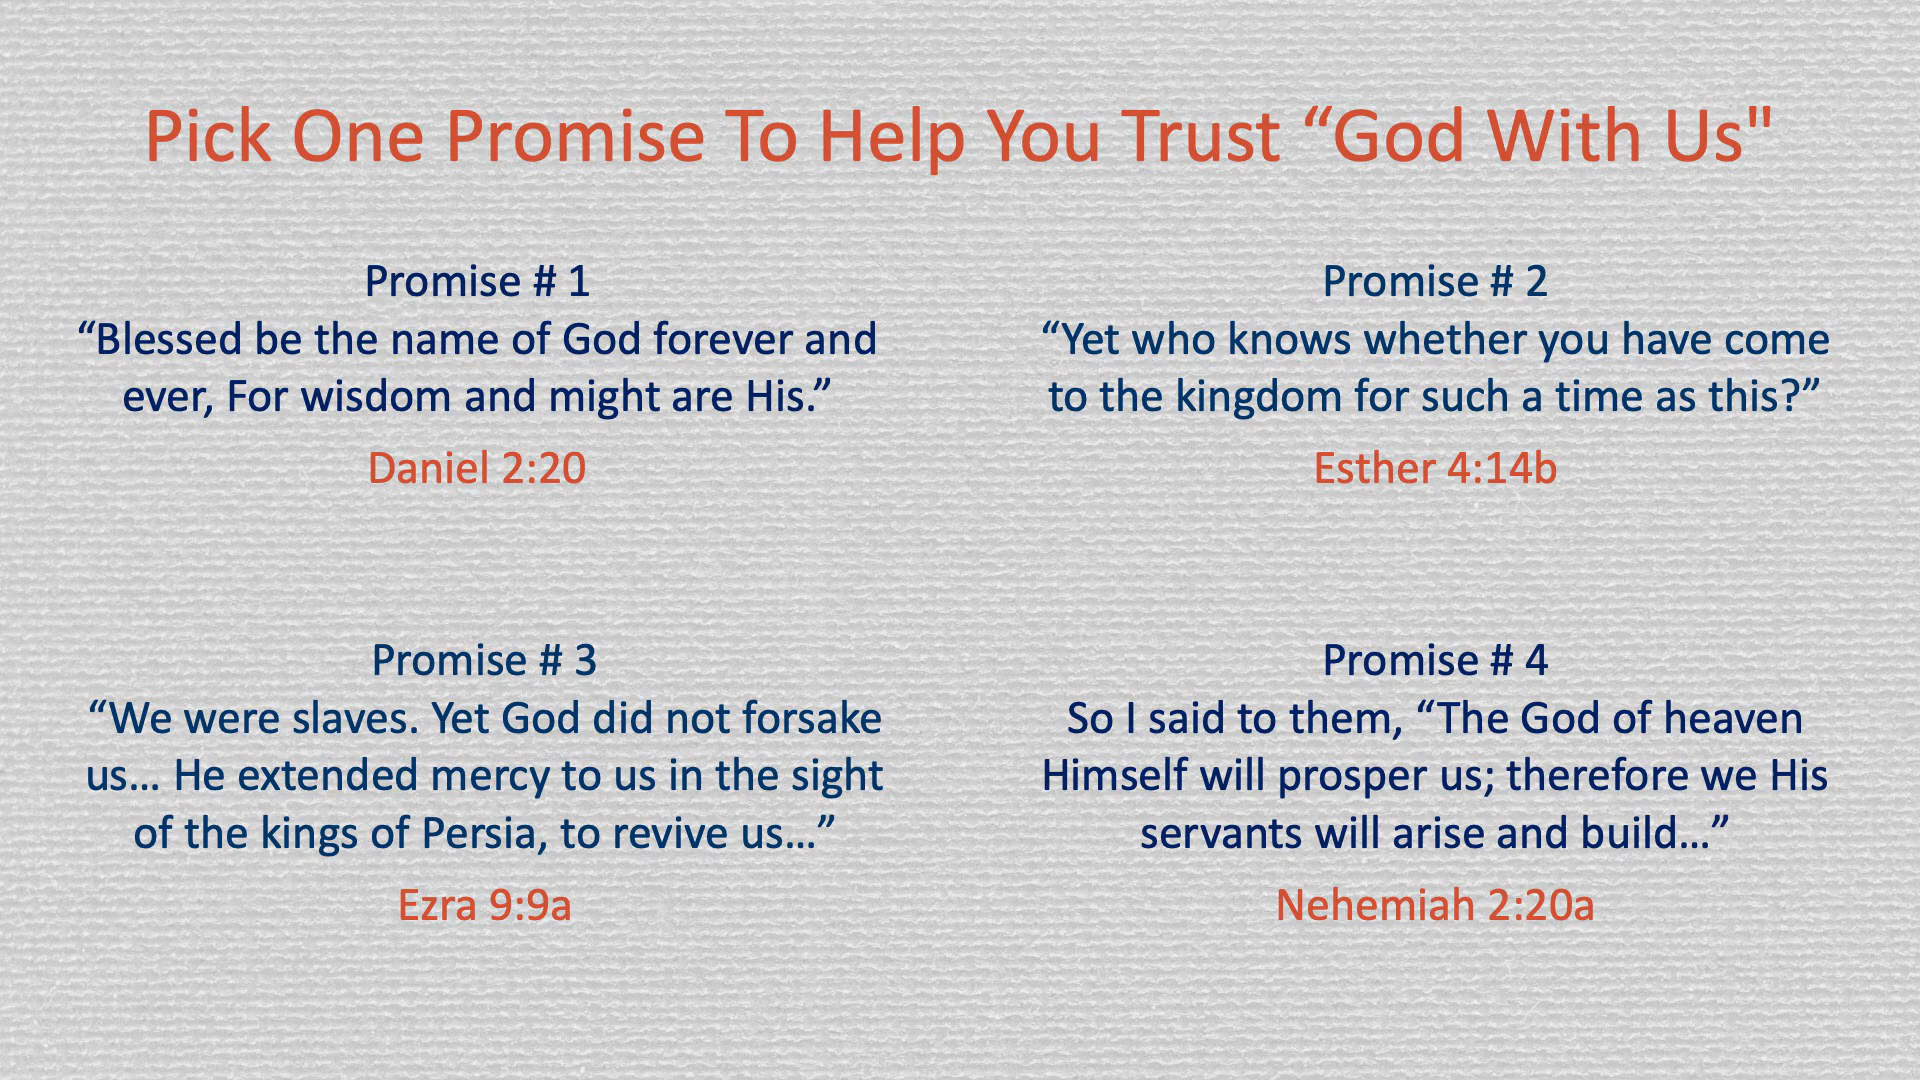 Pick One Promise To Help You Trust “God With Us"
Promise # 1
“Blessed be the name of God forever and
ever, For wisdom and might are His.”
Daniel 2:20
Promise # 2
“Yet who knows whether you have come
to the kingdom for such a time as this?”
Esther 4:14b
Promise # 3
“We were slaves. Yet God did not forsake
us… He extended mercy to us in the sight
of the kings of Persia, to revive us…”
Ezra 9:9a
Promise # 4
So I said to them, “The God of heaven
Himself will prosper us; therefore we His
servants will arise and build…”
Nehemiah 2:20a